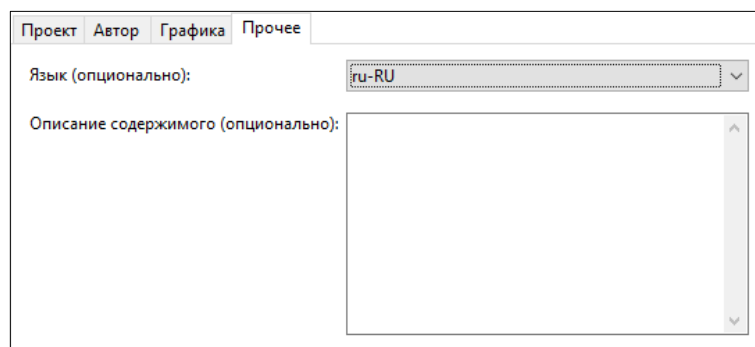 Проект Автор Графика Прочее
Язык (опционально): ru-RU
Описание содержимого (опционально):